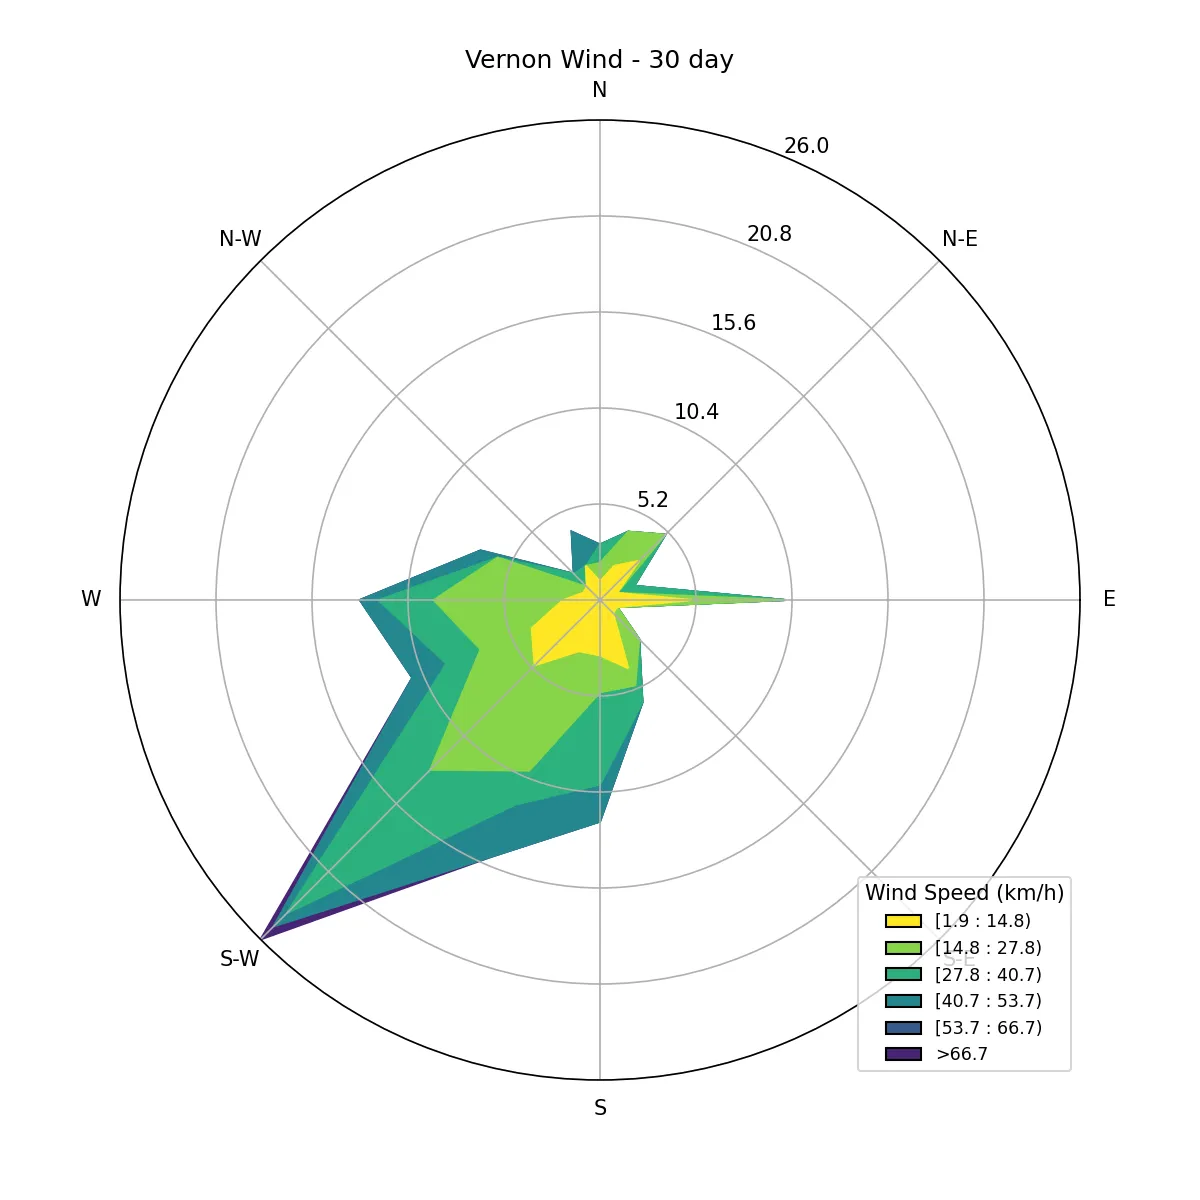 Vernon Wind - 30 day
N
26.0
N-W
N-E
20.8
15.6
10.4
5.2
W
E
S-W
S-E
S
Wind Speed (km/h)
[1.9 : 14.8)
[14.8 : 27.8)
[27.8 : 40.7)
[40.7 : 53.7)
[53.7 : 66.7)
>66.7